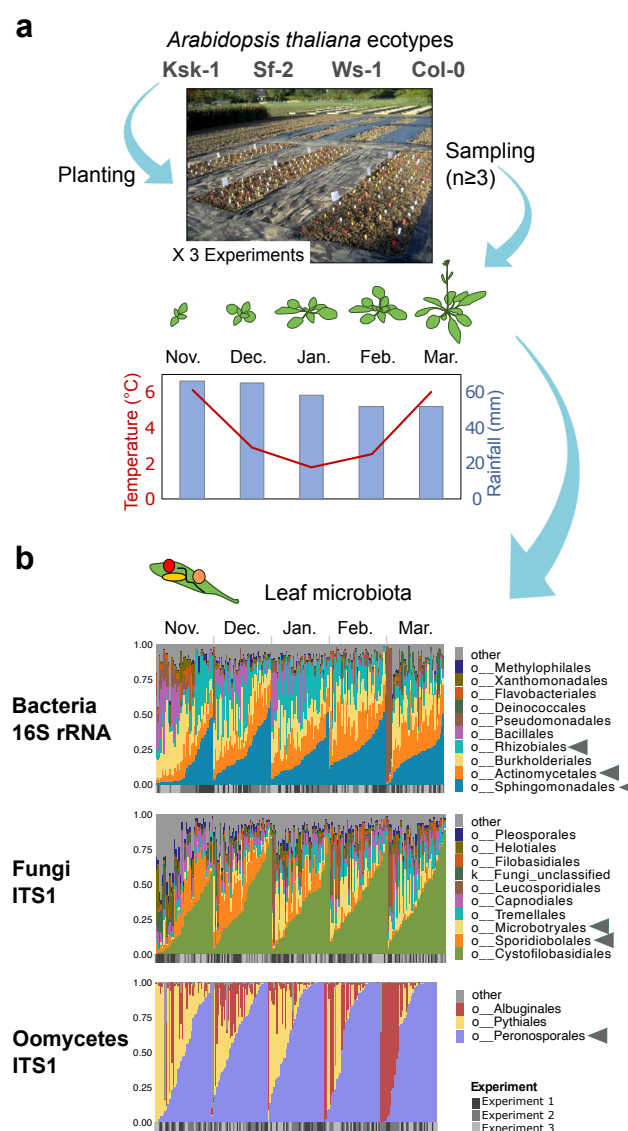 a
Arabidopsis thaliana ecotypes
Ksk-1 Sf-2 Ws-1 Col-0
Planting
Sampling
(n≥3)
X 3 Experiments
Nov. Dec. Jan. Feb. Mar.
Temperature (°C)
6
4
2
0
60
40
20
0
Rainfall (mm)
b
Leaf microbiota
Nov. Dec. Jan. Feb. Mar.
Bacteria
16S rRNA
1.00
0.75
0.50
0.25
0.00
other
o__Methylophilales
o__Xanthomonadales
o__Flavobacteriales
o__Deinococcales
o__Pseudomonadales
o__Bacillales
o__Rhizobiales
o__Burkholderiales
o__Actinomycetales
o__Sphingomonadales
Fungi
ITS1
1.00
0.75
0.50
0.25
0.00
other
o__Pleosporales
o__Helotiales
o__Filobasidiales
k__Fungi_unclassified
o__Leucosporidiales
o__Capnodiales
o__Tremellales
o__Microbotryales
o__Sporidiobolales
o__Cystofilobasidiales
Oomycetes
ITS1
1.00
0.75
0.50
0.25
0.00
other
o__Albuginales
o__Pythiales
o__Peronosporales
Experiment
Experiment 1
Experiment 2
Experiment 3